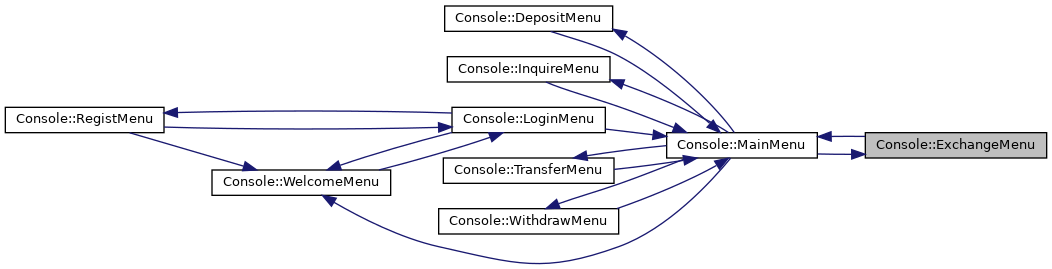 Console::DepositMenu
Console::InquireMenu
Console::RegistMenu
Console::LoginMenu
Console::MainMenu
Console::ExchangeMenu
Console::TransferMenu
Console::WelcomeMenu
Console::WithdrawMenu